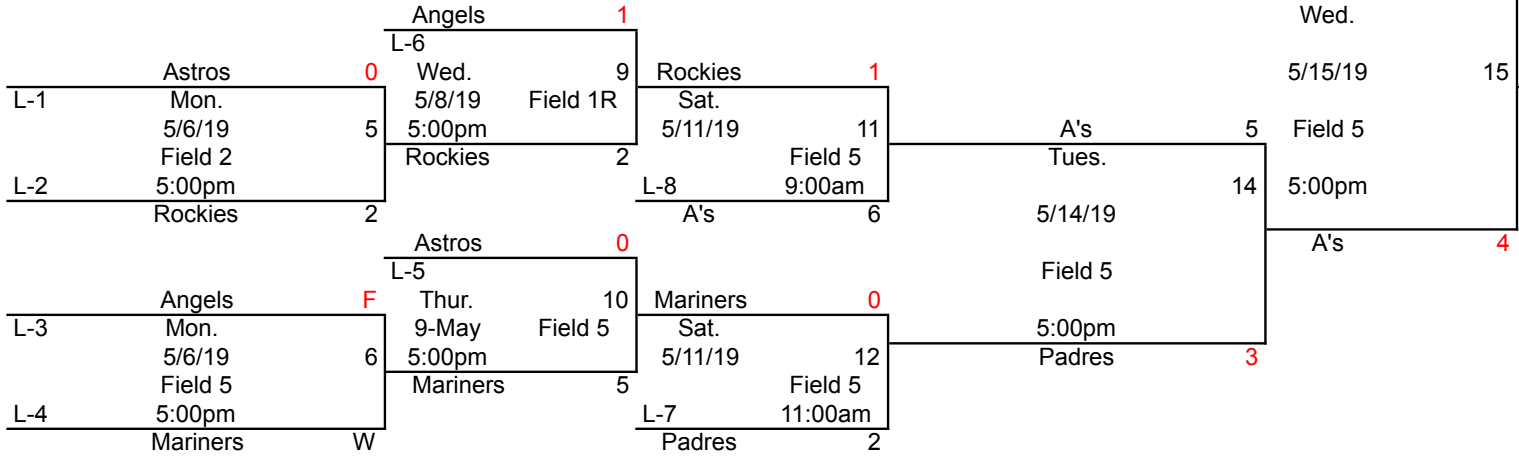 Angels 1 Wed.
L-6
Astros 0 Wed. 9 Rockies 1 5/15/19 15
L-1 Mon. 5/8/19 Field 1R Sat.
5/6/19 5 5:00pm 5/11/19 11 A's 5 Field 5
Field 2 Rockies 2 Field 5 Tues.
L-2 5:00pm L-8 9:00am 14 5:00pm
Rockies 2 A's 6 5/14/19
Astros 0 A's 4
L-5 Field 5
Angels F Thur. 10 Mariners 0
L-3 Mon. 9-May Field 5 Sat. 5:00pm
5/6/19 6 5:00pm 5/11/19 12 Padres 3
Field 5 Mariners 5 Field 5
L-4 5:00pm L-7 11:00am
Mariners W Padres 2